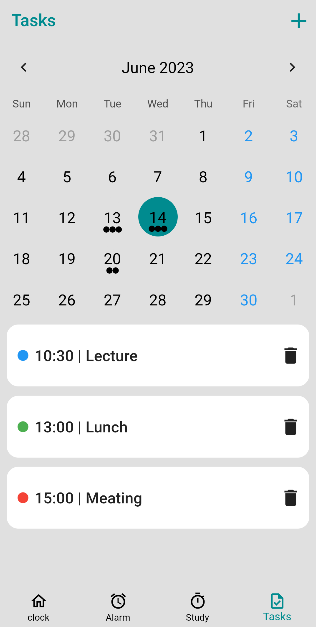 Tasks
June 2023
Sun Mon Tue Wed Thu Fri Sat
28 29 30 31 1 2 3
4 5 6 7 8 9 10
11 12 13 14 15 16 17
18 19 20 21 22 23 24
25 26 27 28 29 30 1
10:30 | Lecture
13:00 | Lunch
15:00 | Meating
clock Alarm Study Tasks